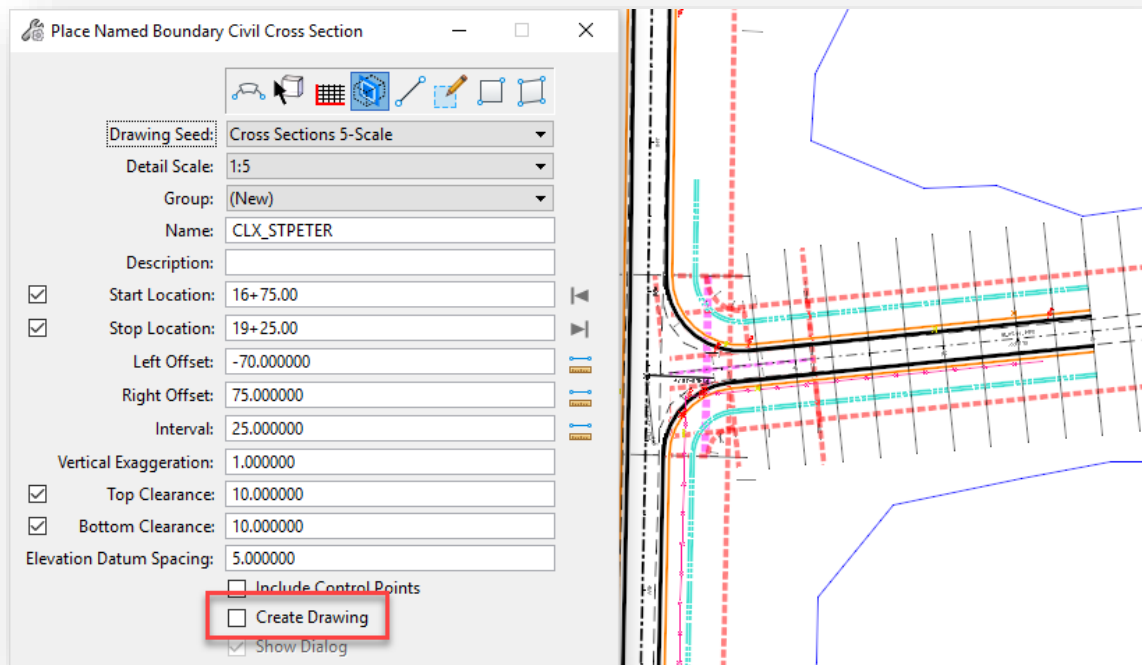 Place Named Boundary Civil Cross Section
Drawing Seed: Cross Sections 5-Scale
Detail Scale: 1:5
Group: (New)
Name: CLX_STPETER
Description:
Start Location: 16+75.00
Stop Location: 19+25.00
Left Offset: -70.000000
Right Offset: 75.000000
Interval: 25.000000
Vertical Exaggeration: 1.000000
Top Clearance: 10.000000
Bottom Clearance: 10.000000
Elevation Datum Spacing: 5.000000
Include Control Points
Create Drawing
Show Dialog